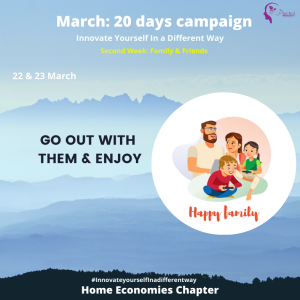 March: 20 days campaign
Innovate Yourself In a Different Way
Second Week: Family & Friends
22 & 23 March
GO OUT WITH
THEM & ENJOY
Happy family
#Innovateyourselfinadifferentway
Home Economies Chapter